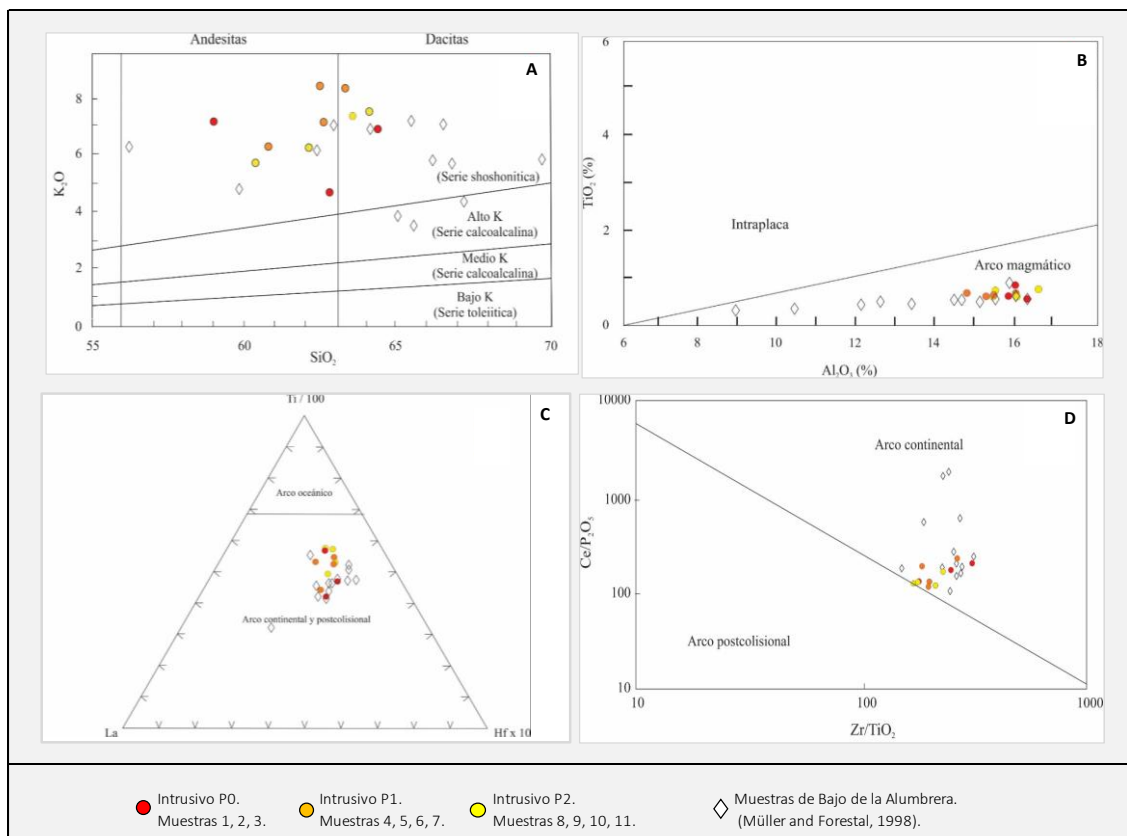 Andesitas
Dacitas
A
K₂O
8
6
4
2
0
(Serie shoshonitica)
Alto K
(Serie calcoalcalina)
Medio K
(Serie calcoalcalina)
Bajo K
(Serie toleiitica)
55
60
65
70
SiO₂
B
TiO₂ (%)
6
4
2
0
Intraplaca
Arco magmático
6
8
10
12
14
16
18
Al₂O₃ (%)
C
Ti / 100
Arco oceánico
Arco continental y postcolisional
La
Hf x 10
D
Ce/P₂O₅
10000
1000
100
10
Arco continental
Arco postcolisional
10
100
1000
Zr/TiO₂
Intrusivo P0.
Muestras 1, 2, 3.
Intrusivo P1.
Muestras 4, 5, 6, 7.
Intrusivo P2.
Muestras 8, 9, 10, 11.
Muestras de Bajo de la Alumbrera.
(Müller and Forestal, 1998).